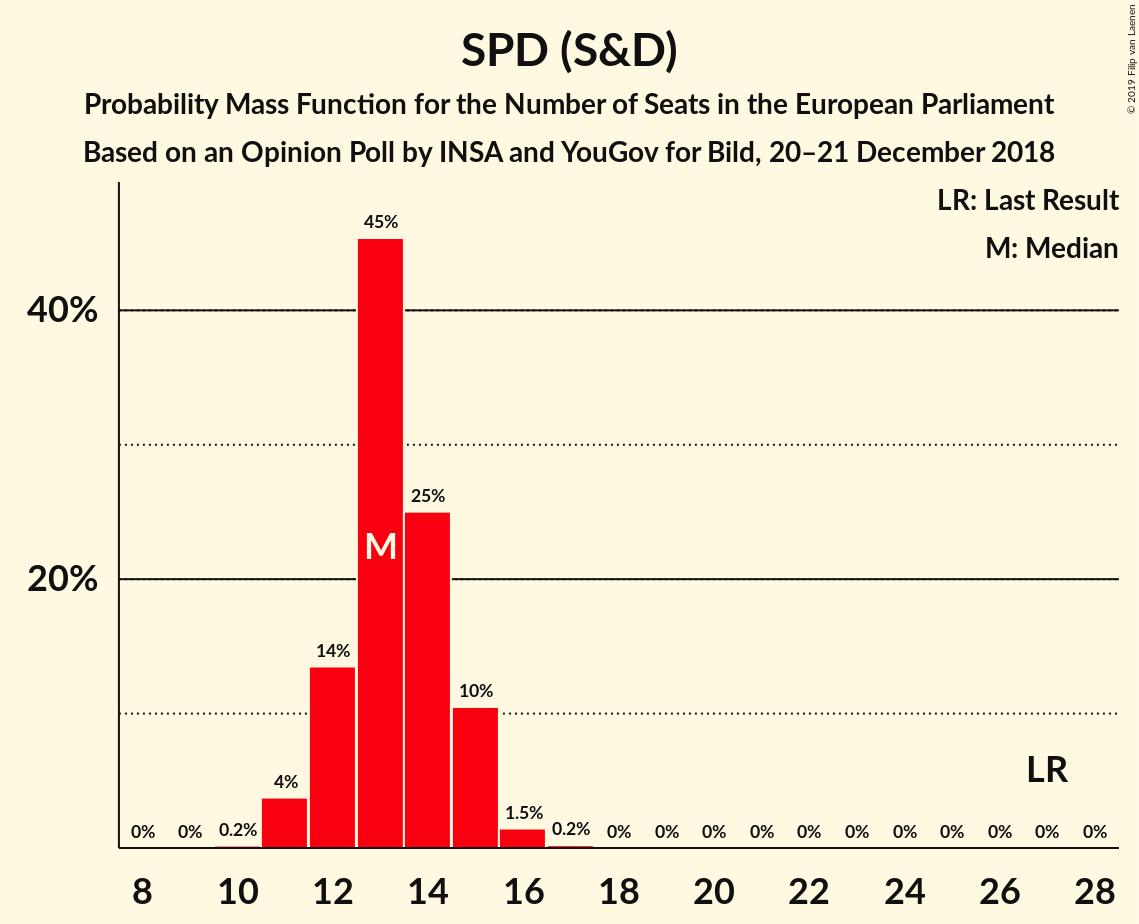 SPD (S&D)
Probability Mass Function for the Number of Seats in the European Parliament
Based on an Opinion Poll by INSA and YouGov for Bild, 20–21 December 2018
© 2019 Filip van Laenen
LR: Last Result
M: Median
45%
40%
25%
M
20%
14%
10%
LR
4%
0% 0% 0.2% 1.5% 0.2% 0% 0% 0% 0% 0% 0% 0% 0% 0% 0% 0%
8 10 12 14 16 18 20 22 24 26 28